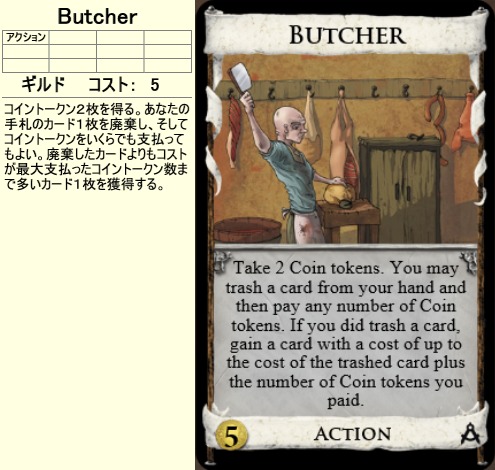 Butcher
アクション
ギルド コスト: 5
コイントークン2枚を得る。あなたの
手札のカード1枚を廃棄し、そして
コイントークンをいくらでも支払って
もよい。廃棄したカードよりもコスト
が最大支払ったコイントークン数ま
で多いカード1枚を獲得する。
BUTCHER
Take 2 Coin tokens. You may
trash a card from your hand and
then pay any number of Coin
tokens. If you did trash a card,
gain a card with a cost of up to
the cost of the trashed card plus
the number of Coin tokens you
paid.
5 ACTION